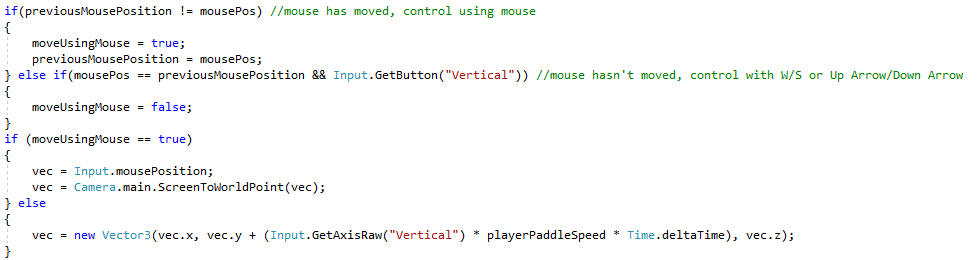 if(previousMousePosition != mousePos) //mouse has moved, control using mouse
{
    moveUsingMouse = true;
    previousMousePosition = mousePos;
} else if(mousePos == previousMousePosition && Input.GetButton("Vertical")) //mouse hasn't moved, control with W/S or Up Arrow/Down Arrow
{
    moveUsingMouse = false;
}
if (moveUsingMouse == true)
{
    vec = Input.mousePosition;
    vec = Camera.main.ScreenToWorldPoint(vec);
} else
{
    vec = new Vector3(vec.x, vec.y + (Input.GetAxisRaw("Vertical") * playerPaddleSpeed * Time.deltaTime), vec.z);
}